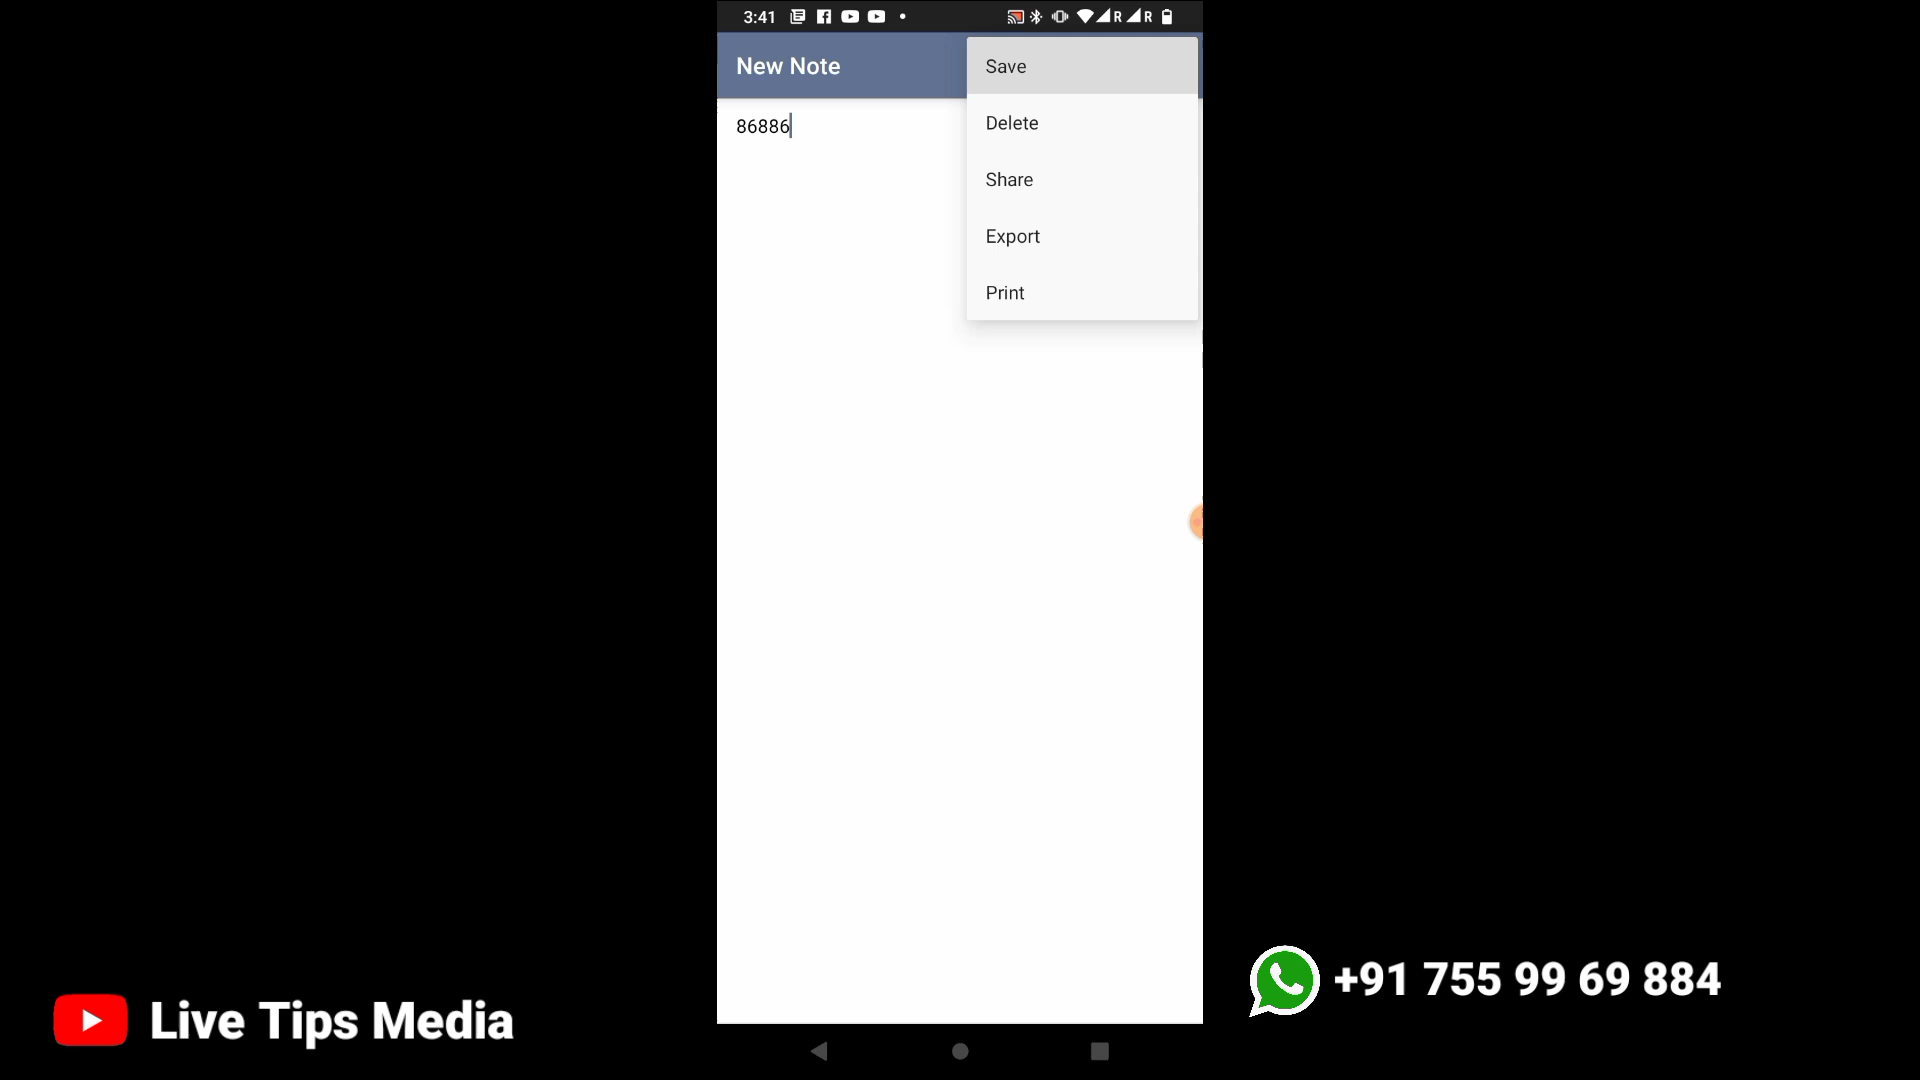 3:41 R R
New Note
86886
Save
Delete
Share
Export
Print
Live Tips Media
+91 755 99 69 884